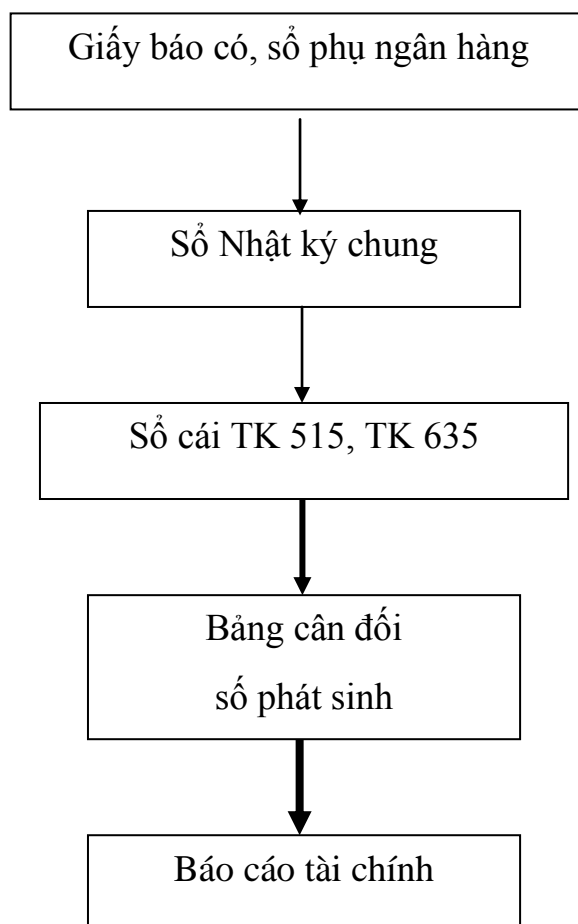 Giấy báo có, sổ phụ ngân hàng
Sổ Nhật ký chung
Sổ cái TK 515, TK 635
Bảng cân đối
số phát sinh
Báo cáo tài chính